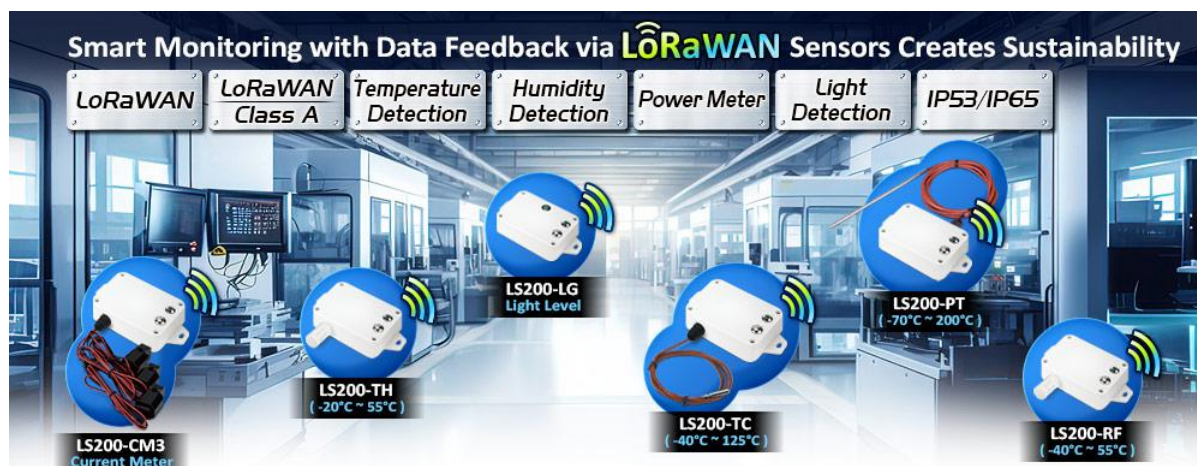 Smart Monitoring with Data Feedback via LoRaWAN Sensors Creates Sustainability
LoRaWAN
LoRaWAN
Class A
Temperature
Detection
Humidity
Detection
Power Meter
Light
Detection
IP53/IP65
LS200-LG
Light Level
LS200-PT
( -70°C ~ 200°C )
LS200-TH
( -20°C ~ 55°C )
LS200-TC
( -40°C ~ 125°C )
LS200-RF
( -40°C ~ 55°C )
LS200-CM3
Current Meter